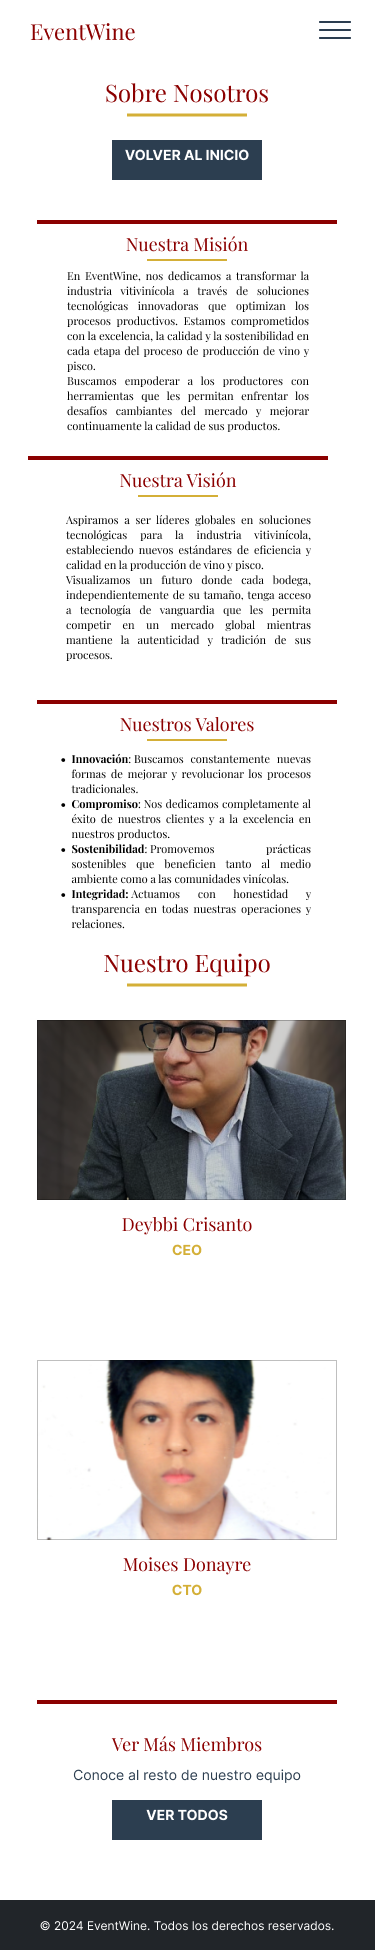 EventWine
Sobre Nosotros
VOLVER AL INICIO
Nuestra Misión
En EventWine, nos dedicamos a transformar la
industria vitivinícola a través de soluciones
tecnológicas innovadoras que optimizan los
procesos productivos. Estamos comprometidos
con la excelencia, la calidad y la sostenibilidad en
cada etapa del proceso de producción de vino y
pisco.
Buscamos empoderar a los productores con
herramientas que les permitan enfrentar los
desafíos cambiantes del mercado y mejorar
continuamente la calidad de sus productos.
Nuestra Visión
Aspiramos a ser líderes globales en soluciones
tecnológicas para la industria vitivinícola,
estableciendo nuevos estándares de eficiencia y
calidad en la producción de vino y pisco.
Visualizamos un futuro donde cada bodega,
independientemente de su tamaño, tenga acceso
a tecnología de vanguardia que les permita
competir en un mercado global mientras
mantiene la autenticidad y tradición de sus
procesos.
Nuestros Valores
• Innovación: Buscamos constantemente nuevas
formas de mejorar y revolucionar los procesos
tradicionales.
• Compromiso: Nos dedicamos completamente al
éxito de nuestros clientes y a la excelencia en
nuestros productos.
• Sostenibilidad: Promovemos prácticas
sostenibles que beneficien tanto al medio
ambiente como a las comunidades vinícolas.
• Integridad: Actuamos con honestidad y
transparencia en todas nuestras operaciones y
relaciones.
Nuestro Equipo
Deybbi Crisanto
CEO
Moises Donayre
CTO
Ver Más Miembros
Conoce al resto de nuestro equipo
VER TODOS
© 2024 EventWine. Todos los derechos reservados.